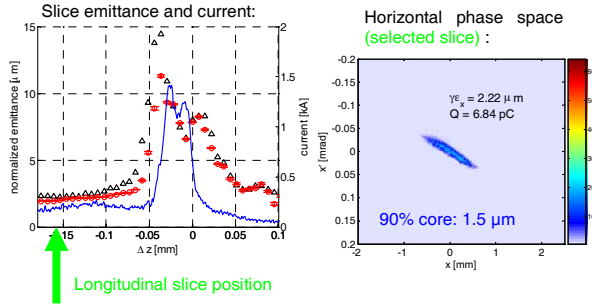 Slice emittance and current:
normalized emittance [μ m]
15
10
5
0
2
1.5
1
0.5
0
current [kA]
-0.15
-0.1
-0.05
0
0.05
0.1
Δ z [mm]
Longitudinal slice position
Horizontal phase space
(selected slice) :
x' [mrad]
-0.2
-0.15
-0.1
-0.05
0
0.05
0.1
0.15
0.2
γεx = 2.22 μ m
Q = 6.84 pC
90% core: 1.5 μm
-2
-1
0
1
2
x [mm]